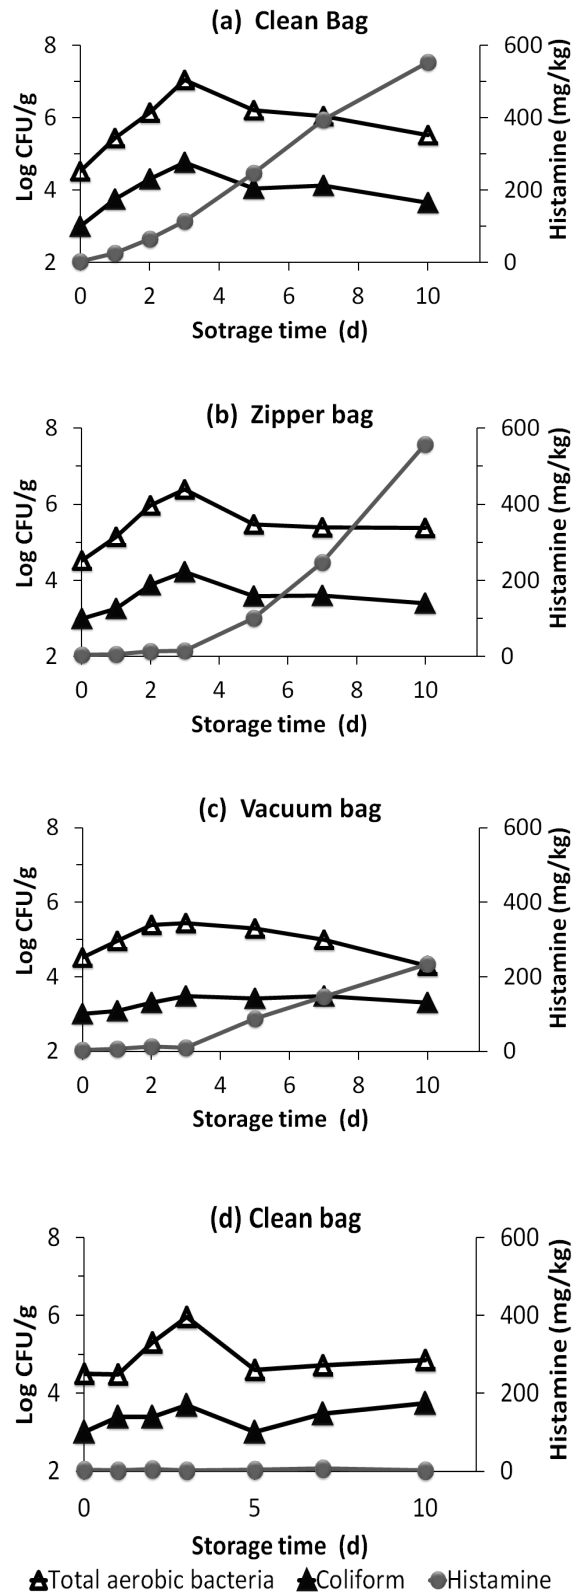 (a) Clean Bag
8 600
6 400
4 200
2 0
Log CFU/g
Histamine (mg/kg)
0 2 4 6 8 10
Sotrage time (d)
(b) Zipper bag
8 600
6 400
4 200
2 0
Log CFU/g
Histamine (mg/kg)
0 2 4 6 8 10
Storage time (d)
(c) Vacuum bag
8 600
6 400
4 200
2 0
Log CFU/g
Histamine (mg/kg)
0 2 4 6 8 10
Storage time (d)
(d) Clean bag
8 600
6 400
4 200
2 0
Log CFU/g
Histamine (mg/kg)
0 5 10
Storage time (d)
Total aerobic bacteria Coliform Histamine